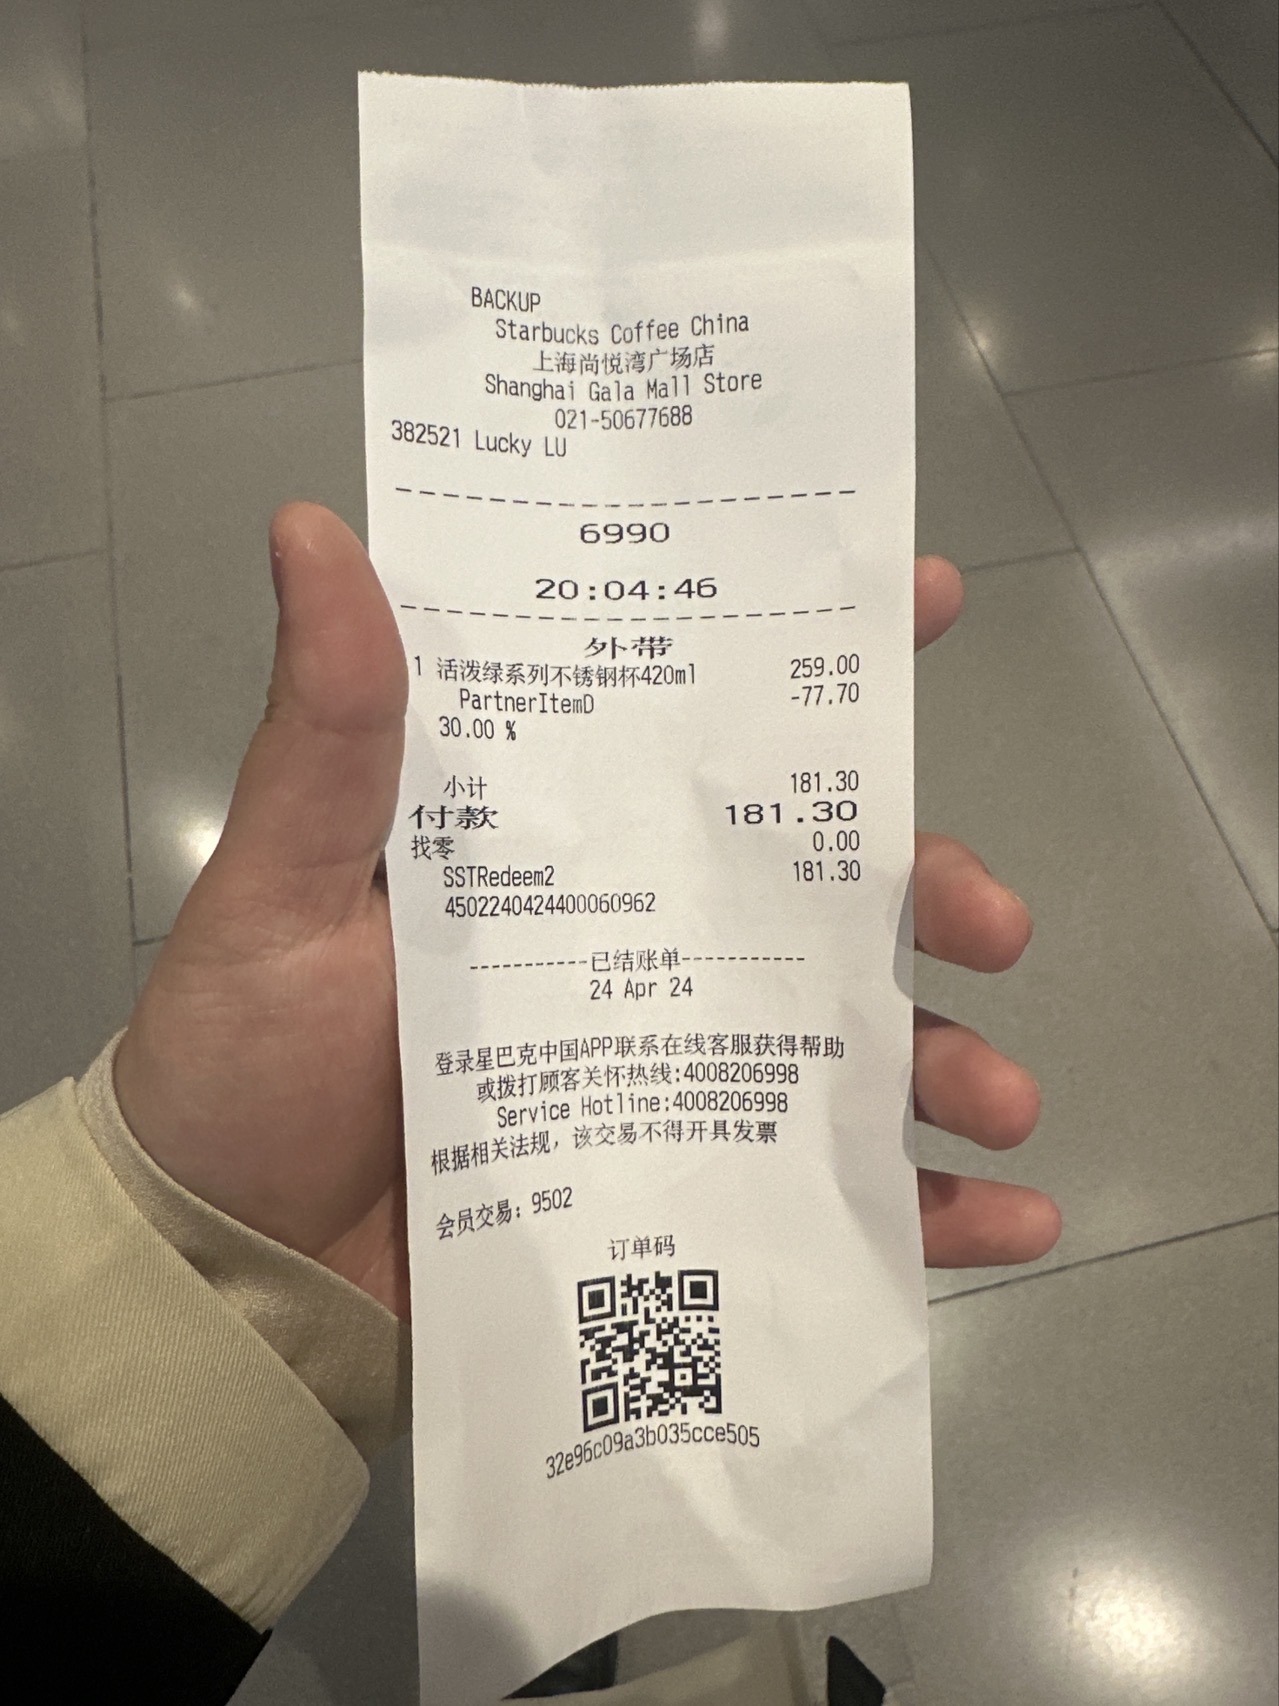 BACKUP
Starbucks Coffee China
上海尚悦湾广场店
Shanghai Gala Mall Store
021-50677688
382521 Lucky LU
--------------------
6990
20:04:46
--------------------
外带
1 活泼绿系列不锈钢杯420ml 259.00
PartnerItemD -77.70
30.00 %
小计 181.30
付款 181.30
找零 0.00
SSTRedeem2 181.30
4502240424400060962
-----------已结账单-----------
24 Apr 24
登录星巴克中国APP联系在线客服获得帮助
或拨打顾客关怀热线:4008206998
Service Hotline:4008206998
根据相关法规，该交易不得开具发票
会员交易: 9502
订单码
32e96c09a3b035cce505